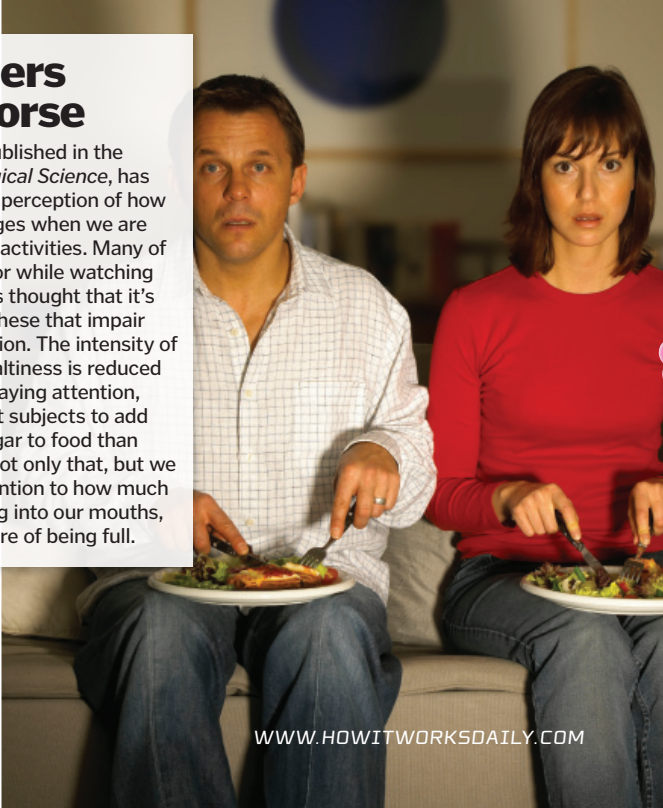 ers
orse
ublished in the
gical Science, has
perception of how
ges when we are
activities. Many of
or while watching
s thought that it's
hese that impair
ion. The intensity of
altiness is reduced
aying attention,
t subjects to add
gar to food than
ot only that, but we
ntion to how much
g into our mouths,
re of being full.
WWW.HOWITWORKSDAILY.COM